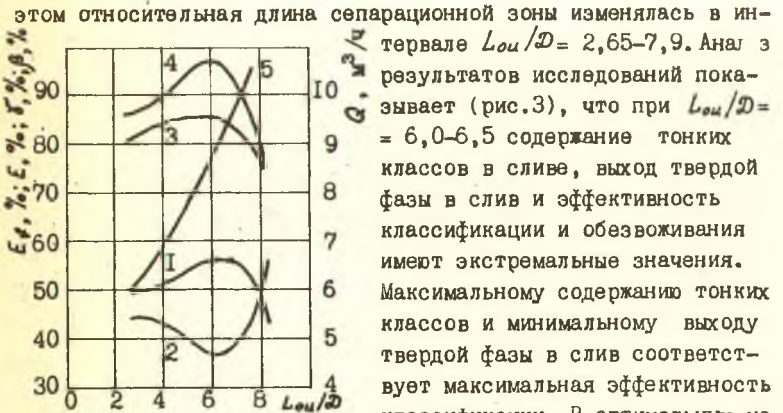 этом относительная длина сепарационной зоны изменялась в ин-
тервале Lои/D = 2,65-7,9. Анал з
результатов исследований пока-
зывает (рис.3), что при Lои/D=
= 6,0-6,5 содержание тонких
классов в сливе, выход твердой
фазы в слив и эффективность
классификации и обезвоживания
имеют экстремальные значения.
Максимальному содержанию тонких
классов и минимальному выходу
твердой фазы в слив соответст-
вует максимальная эффективность
Q, м³/ч
90
80
70
60
50
40
30
10
9
8
7
6
5
4
4
5
3
1
2
0 2 4 6 8 Lои/D